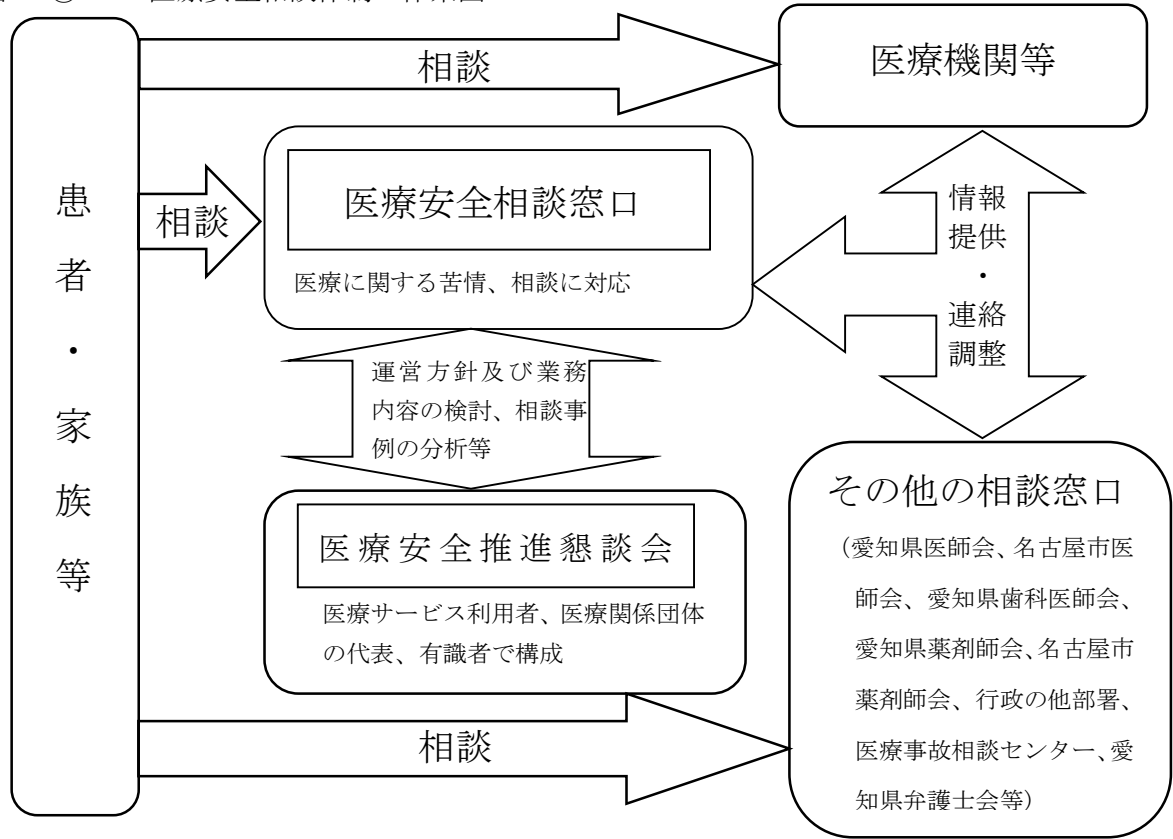 相談
医療機関等
患者・家族等
相談
医療安全相談窓口
医療に関する苦情、相談に対応
情報
提供
・
連絡
調整
運営方針及び業務
内容の検討、相談事
例の分析等
医療安全推進懇談会
医療サービス利用者、医療関係団体
の代表、有識者で構成
その他の相談窓口
(愛知県医師会、名古屋市医
師会、愛知県歯科医師会、
愛知県薬剤師会、名古屋市
薬剤師会、行政の他部署、
医療事故相談センター、愛
知県弁護士会等)
相談